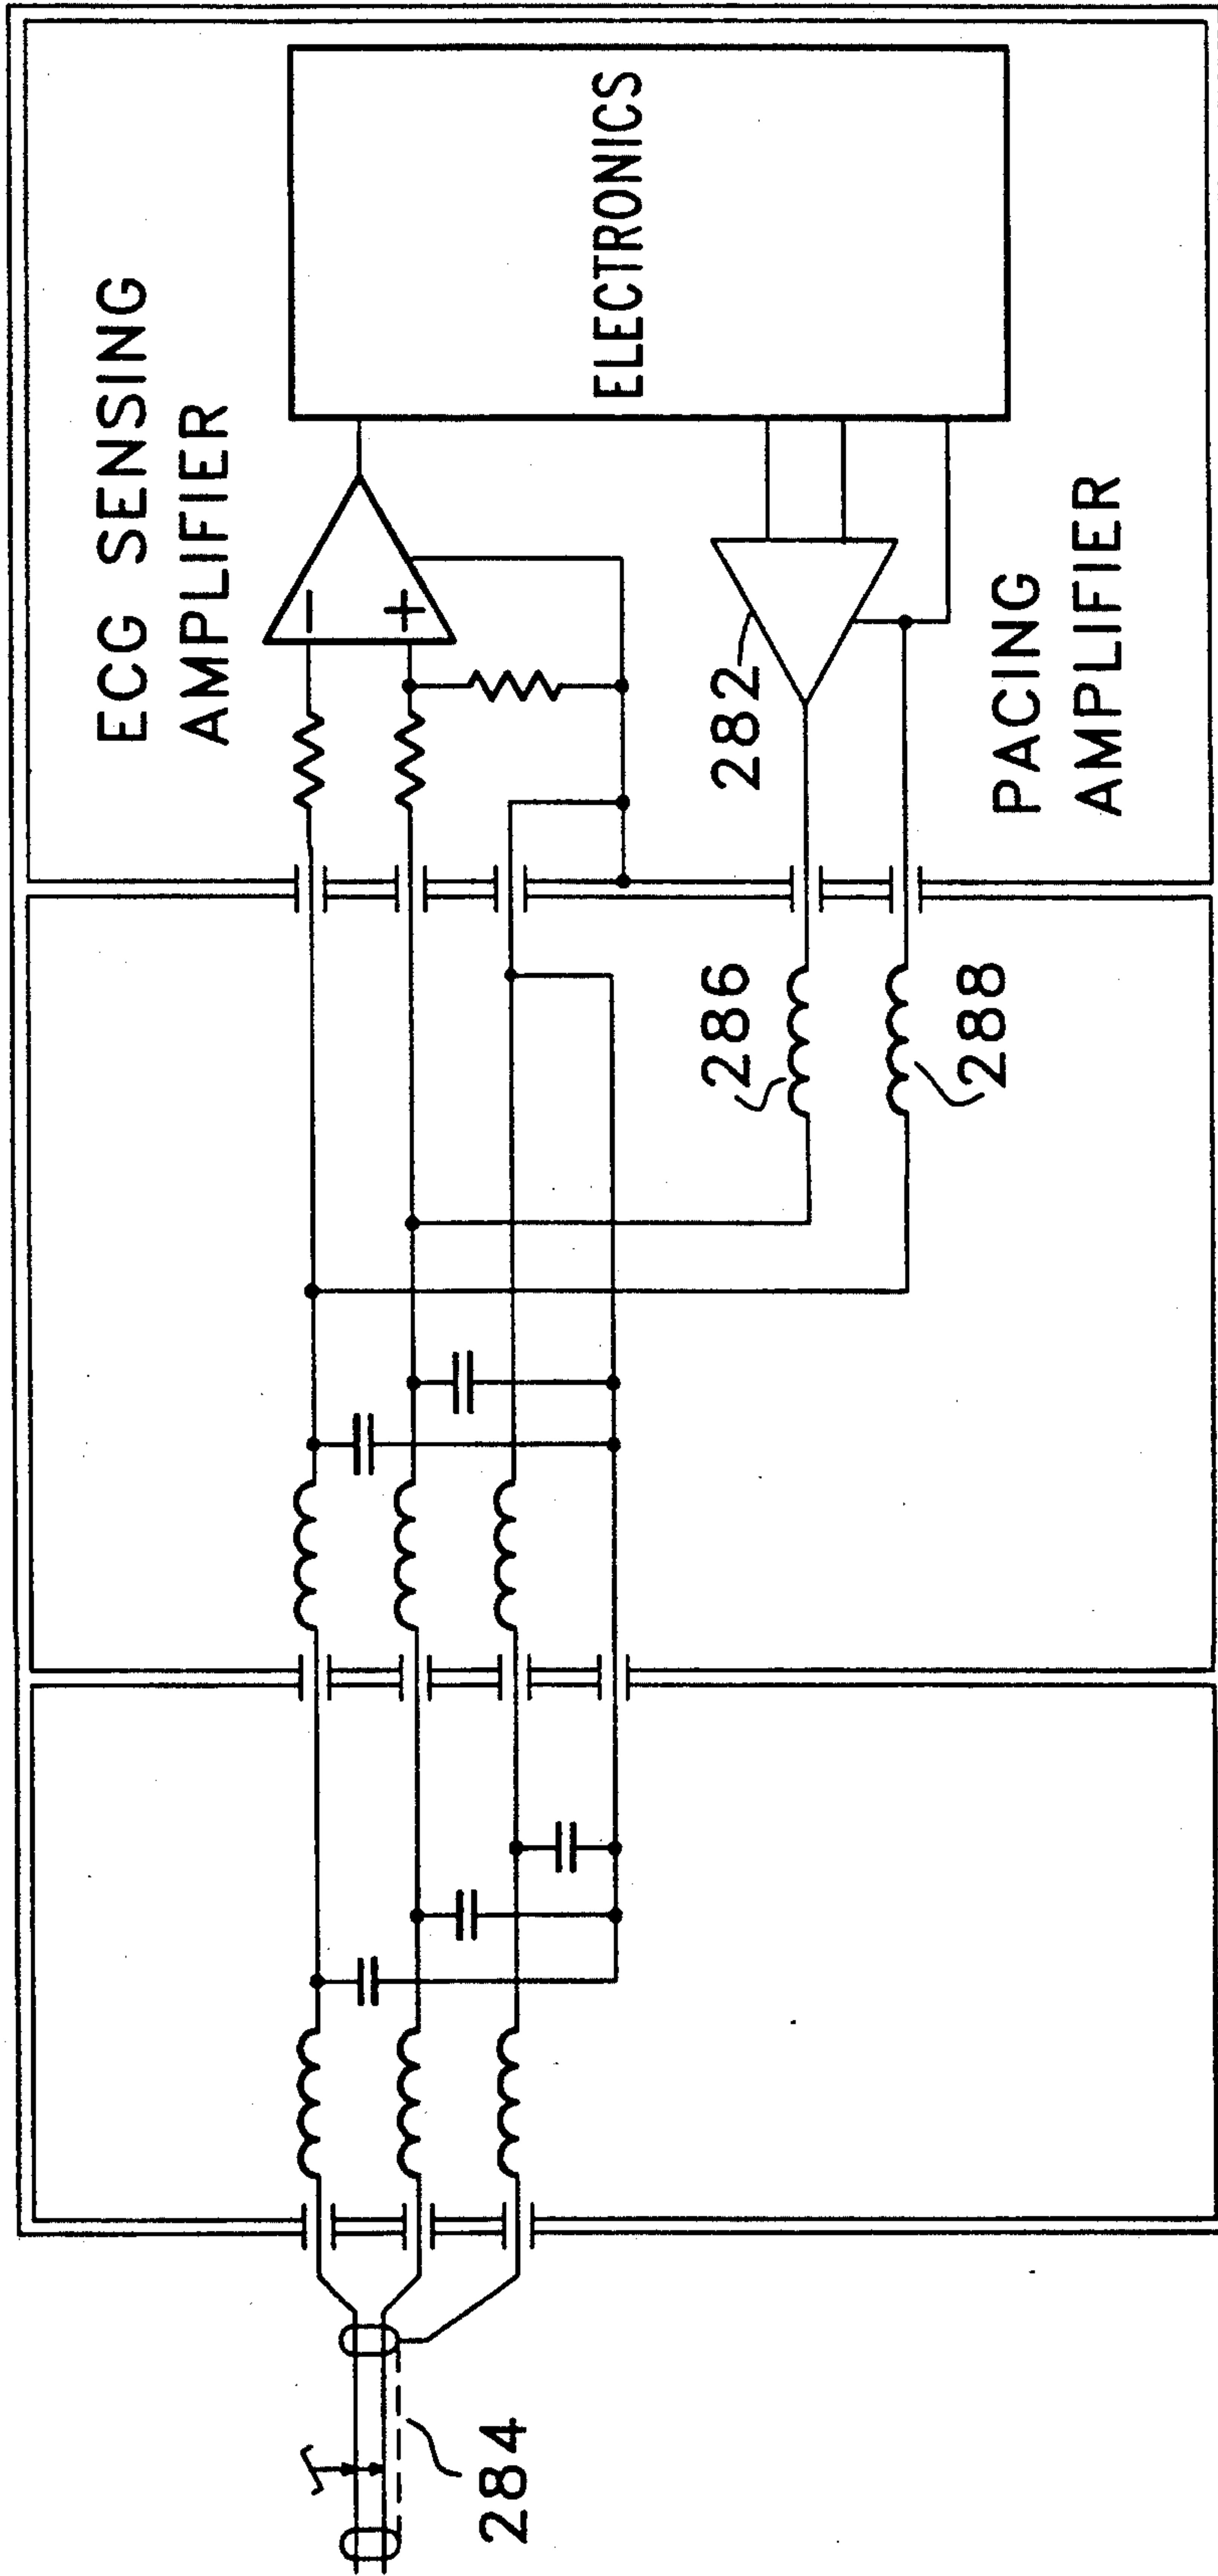 ECG SENSING
AMPLIFIER
ELECTRONICS
282
PACING
AMPLIFIER
286
288
284